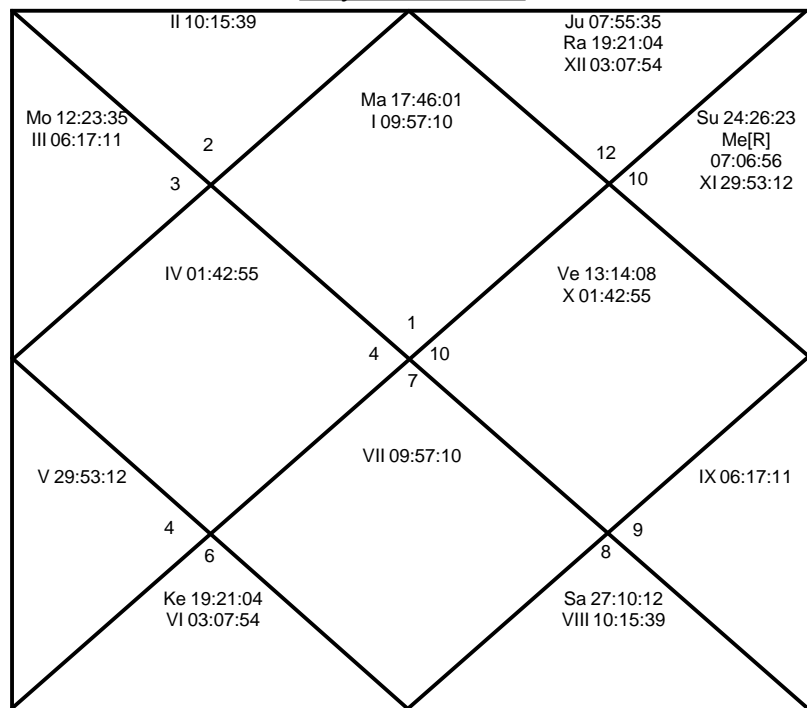 II 10:15:39
Ju 07:55:35
Ra 19:21:04
XII 03:07:54
Ma 17:46:01
I 09:57:10
Mo 12:23:35
III 06:17:11
Su 24:26:23
Me[R]
07:06:56
XI 29:53:12
2
12
3
10
IV 01:42:55
Ve 13:14:08
X 01:42:55
1
4
10
7
VII 09:57:10
V 29:53:12
IX 06:17:11
4
9
6
8
Ke 19:21:04
VI 03:07:54
Sa 27:10:12
VIII 10:15:39